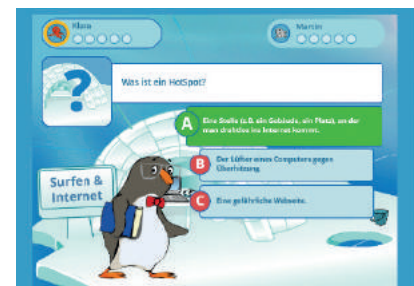 Klara
Marvin
Was ist ein HotSpot?
A
Eine Stelle (z.B. ein Gebäude, ein Platz), an der
man drahtlos ins Internet kommt.
B
Der Lüfter eines Computers gegen
Überhitzung.
Surfen &
Internet
C
Eine gefährliche Webseite.